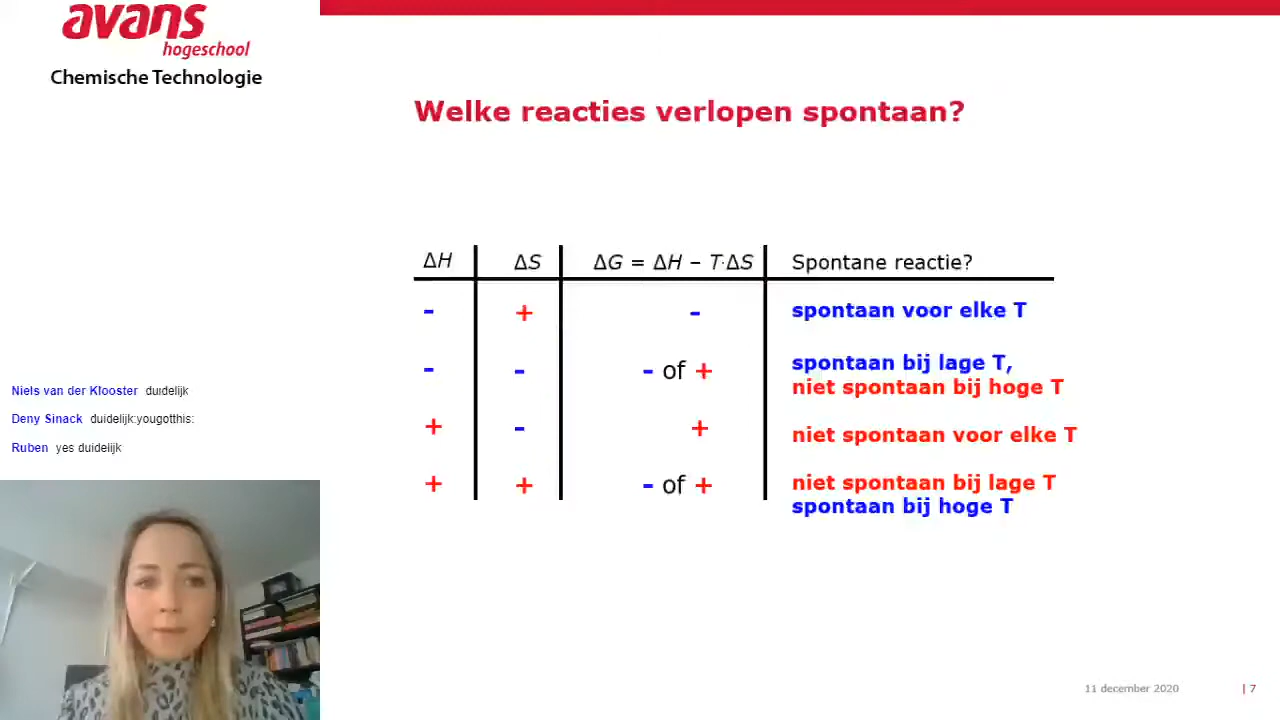 avans
hogeschool
Chemische Technologie
Welke reacties verlopen spontaan?
ΔH ΔS ΔG = ΔH – T·ΔS Spontane reactie?
- + - spontaan voor elke T
- - - of + spontaan bij lage T,
niet spontaan bij hoge T
+ - + niet spontaan voor elke T
+ + - of + niet spontaan bij lage T
spontaan bij hoge T
Niels van der Klooster duidelijk
Deny Sinack duidelijk:yougotthis:
Ruben yes duidelijk
11 december 2020 | 7